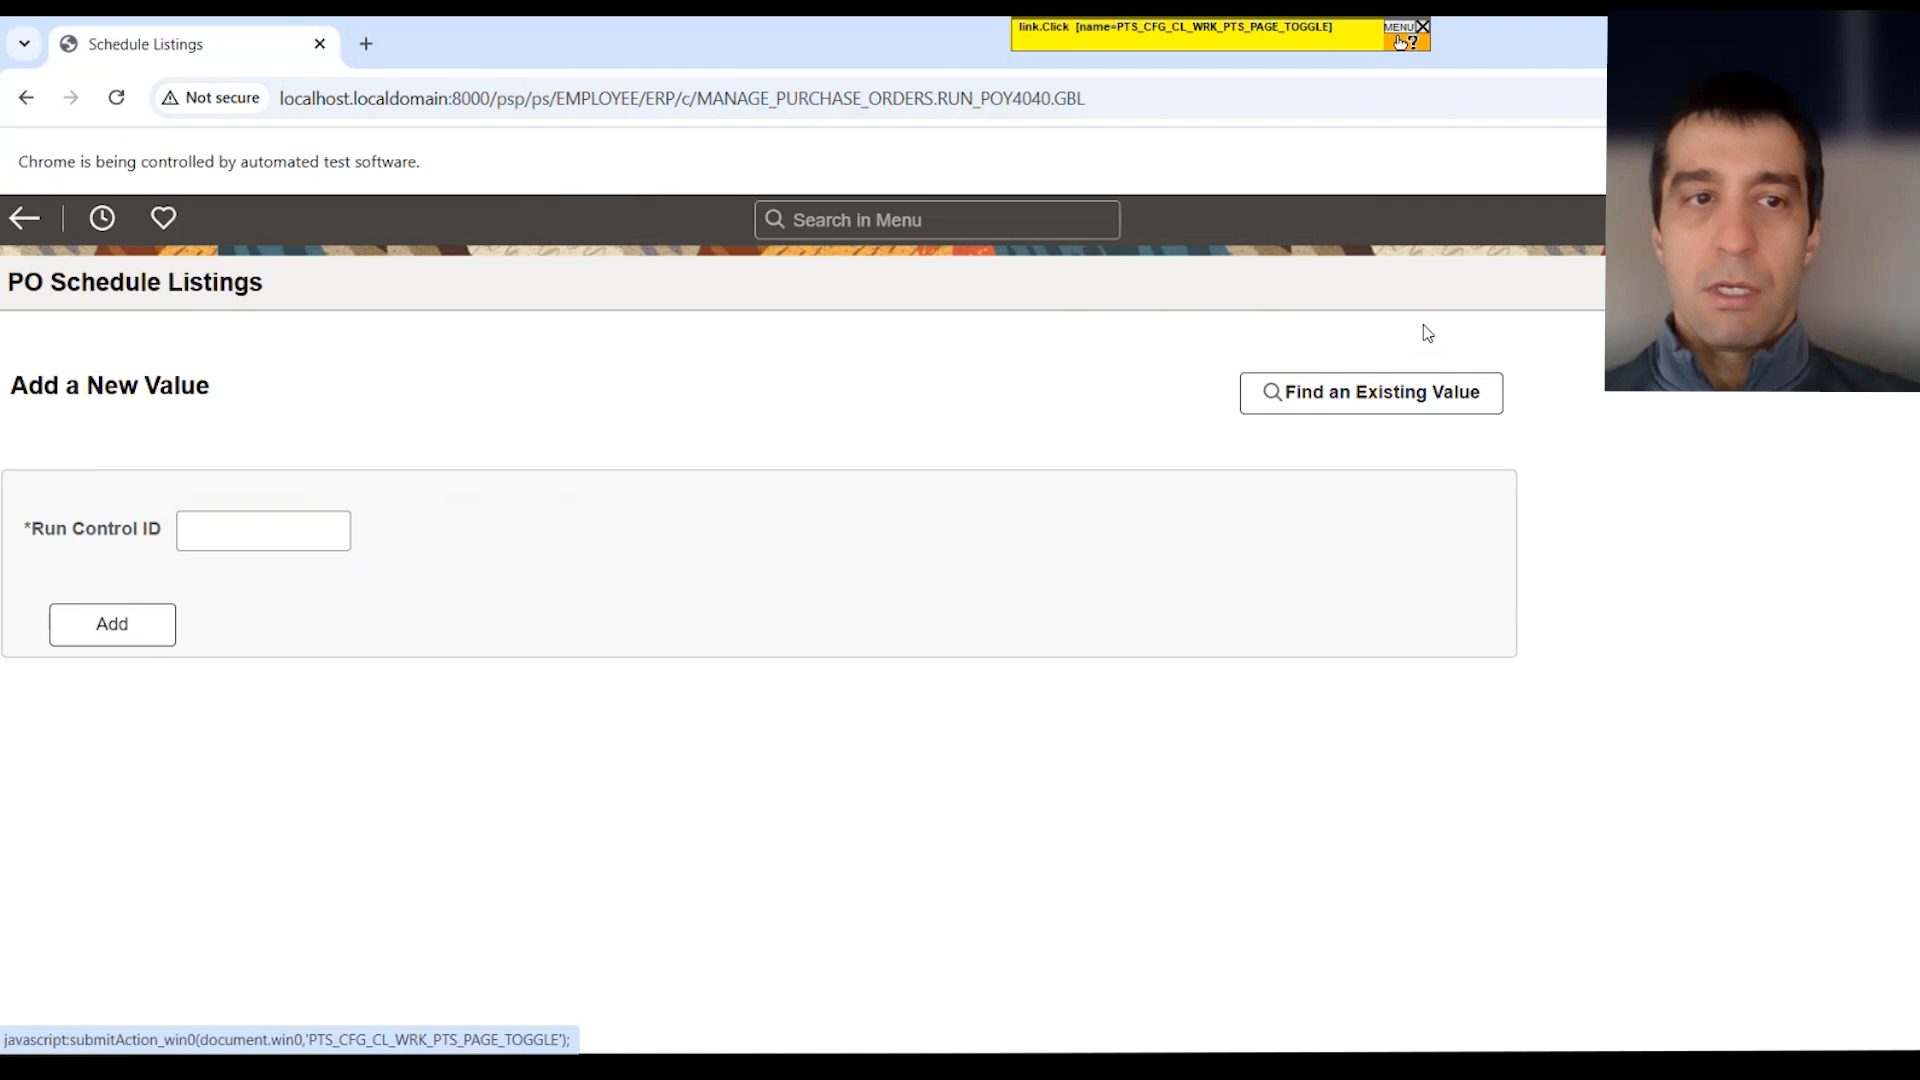 Schedule Listings
link.Click [name=PTS_CFG_CL_WRK_PTS_PAGE_TOGGLE]
MENU
?
Not secure
localhost.localdomain:8000/psp/ps/EMPLOYEE/ERP/c/MANAGE_PURCHASE_ORDERS.RUN_POY4040.GBL
Chrome is being controlled by automated test software.
Search in Menu
PO Schedule Listings
Add a New Value
Find an Existing Value
*Run Control ID
Add
javascript:submitAction_win0(document.win0,'PTS_CFG_CL_WRK_PTS_PAGE_TOGGLE');